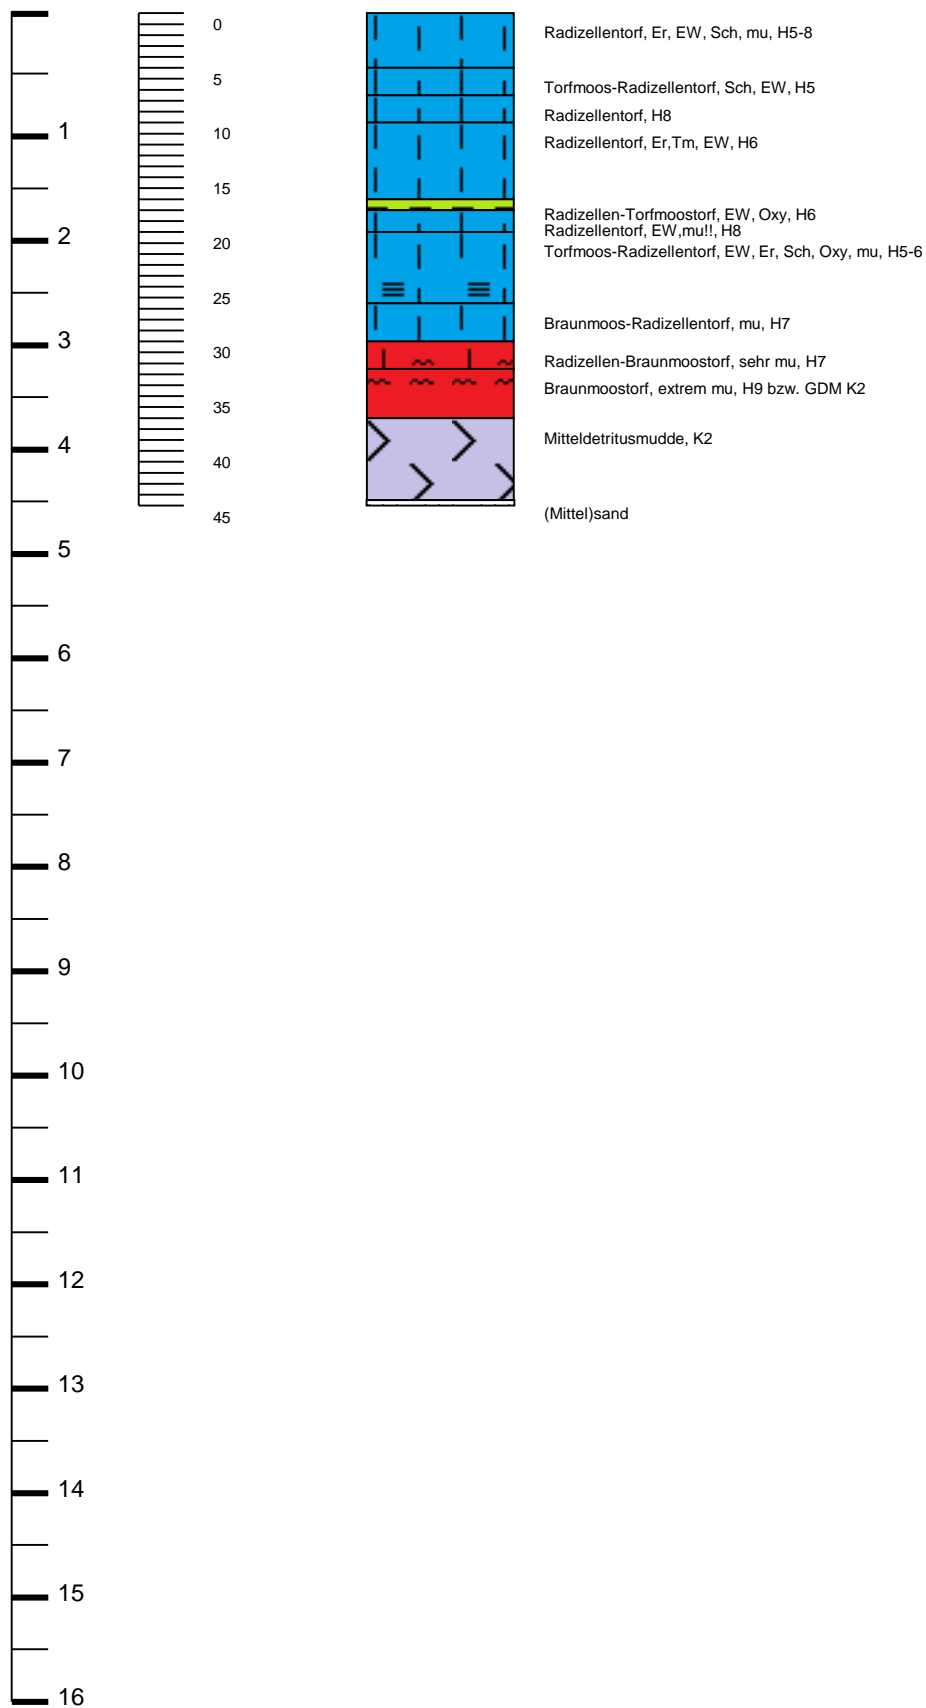 0
Radizellentorf, Er, EW, Sch, mu, H5-8
5
Torfmoos-Radizellentorf, Sch, EW, H5
Radizellentorf, H8
1
10
Radizellentorf, Er,Tm, EW, H6
15
Radizellen-Torfmoostorf, EW, Oxy, H6
Radizellentorf, EW,mu!!, H8
2
20
Torfmoos-Radizellentorf, EW, Er, Sch, Oxy, mu, H5-6
25
Braunmoos-Radizellentorf, mu, H7
3
30
Radizellen-Braunmoostorf, sehr mu, H7
Braunmoostorf, extrem mu, H9 bzw. GDM K2
35
Mitteldetritusmudde, K2
4
40
(Mittel)sand
45
5
6
7
8
9
10
11
12
13
14
15
16